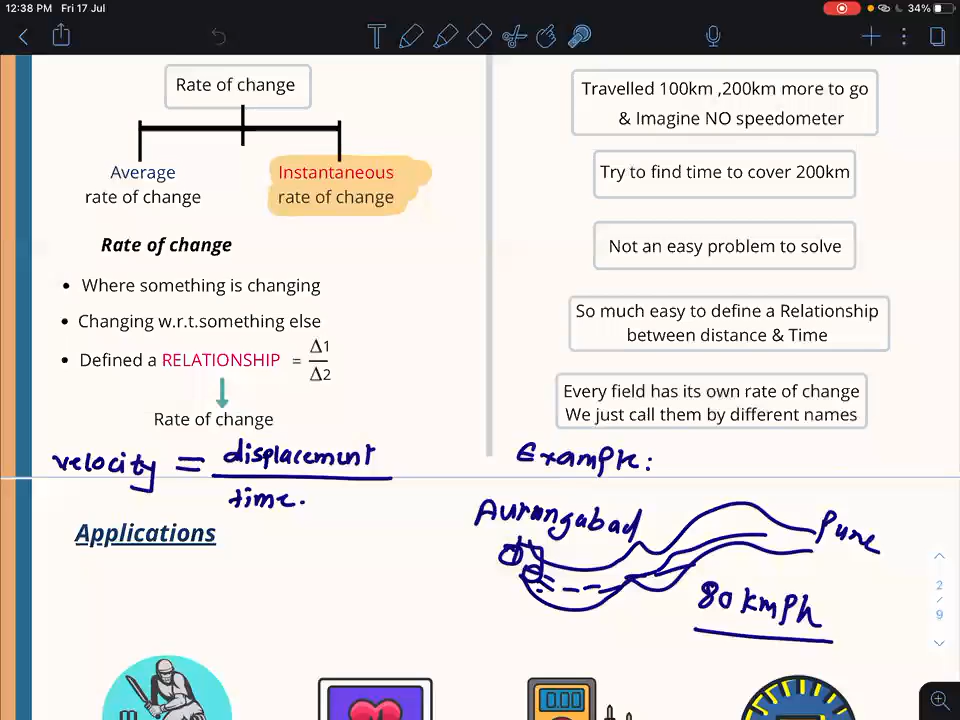 12:38 PM Fri 17 Jul
34%
Rate of change
Average
rate of change
Instantaneous
rate of change
Rate of change
• Where something is changing
• Changing w.r.t.something else
• Defined a RELATIONSHIP = Δ1
Δ2
Rate of change
velocity = displacement
time.
Applications
Travelled 100km ,200km more to go
& Imagine NO speedometer
Try to find time to cover 200km
Not an easy problem to solve
So much easy to define a Relationship
between distance & Time
Every field has its own rate of change
We just call them by different names
Example:
Aurangabad
Pune
80 kmph
2
/
9
0.00